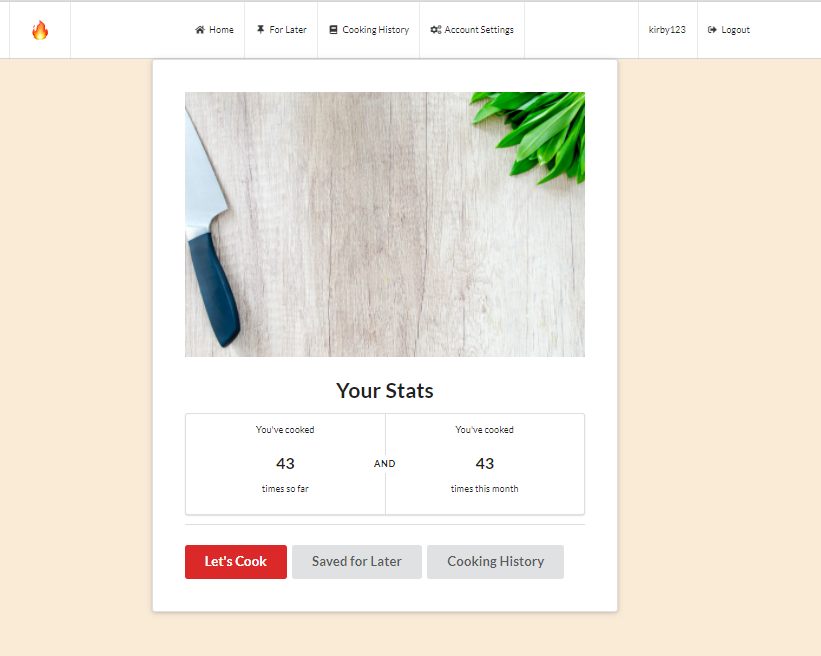 Home
For Later
Cooking History
Account Settings
kirby123
Logout
Your Stats
You've cooked
43
times so far
AND
You've cooked
43
times this month
Let's Cook
Saved for Later
Cooking History